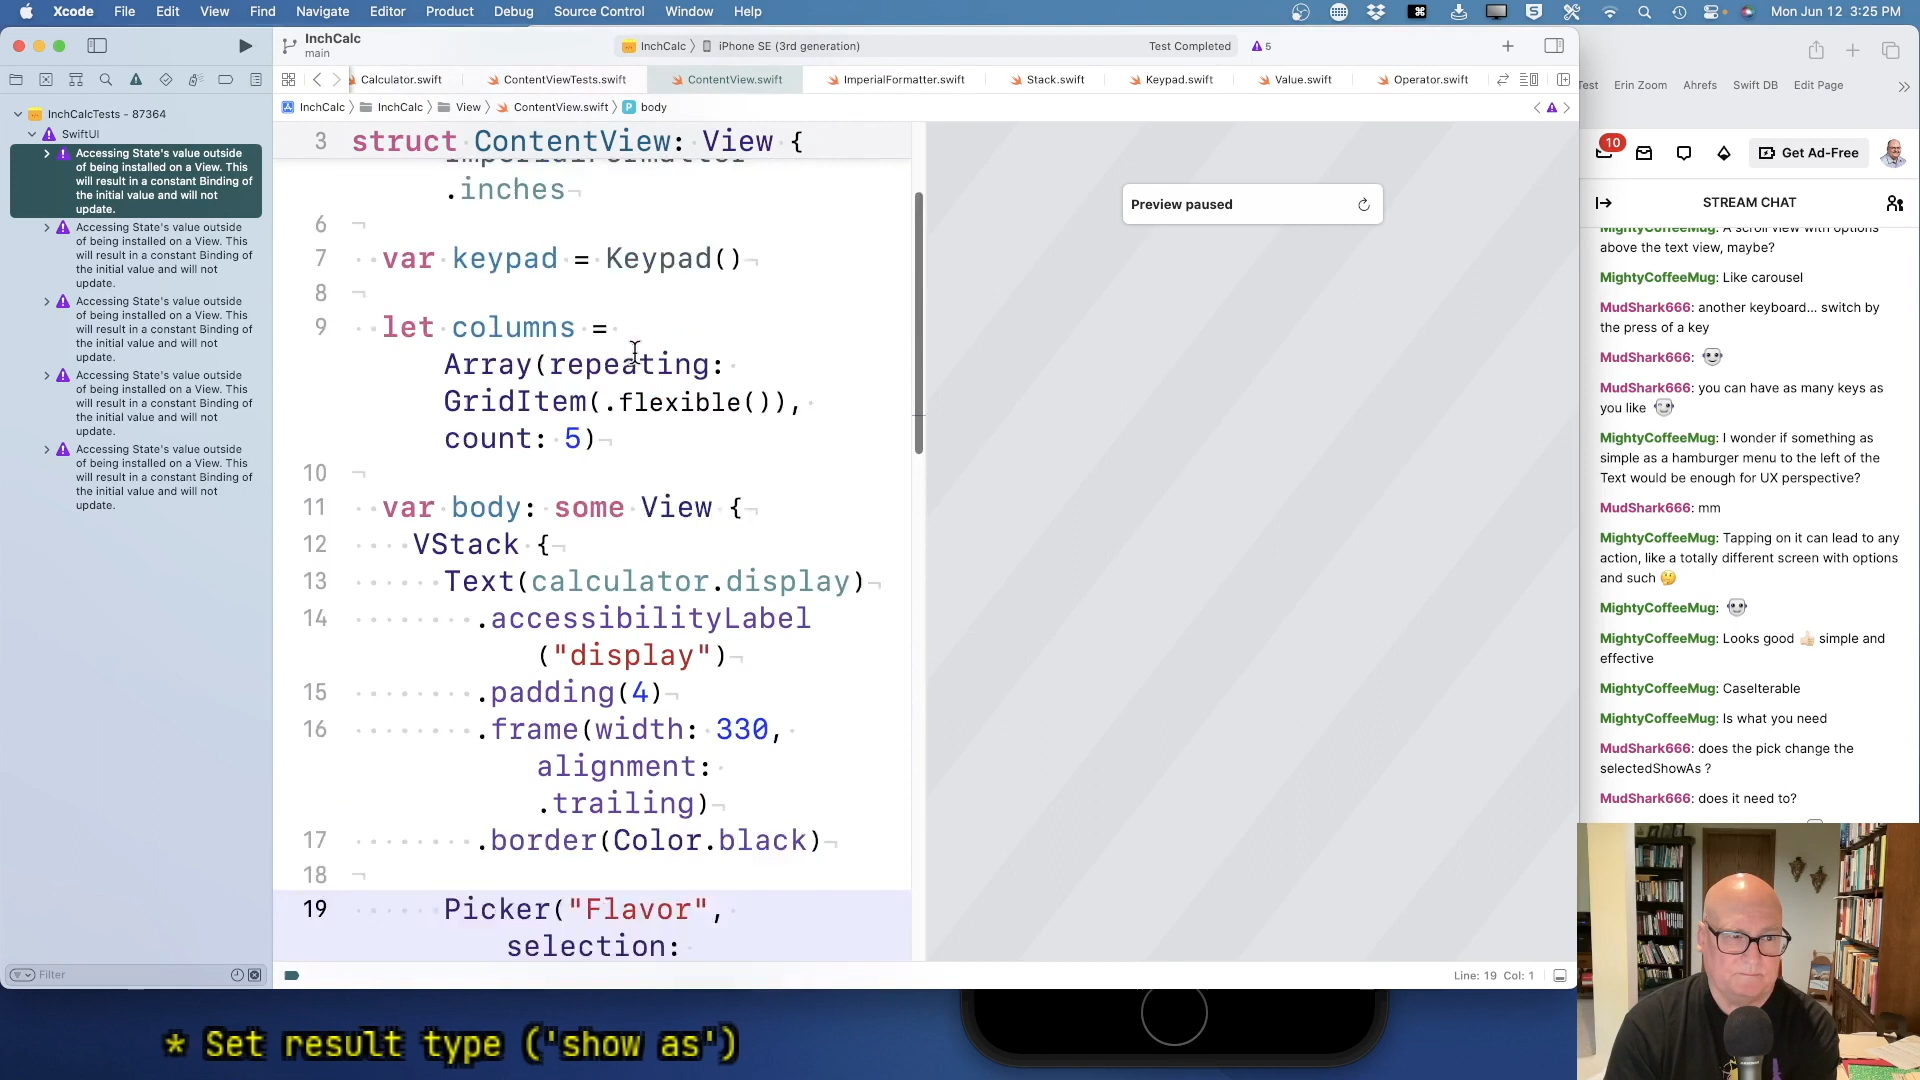 Xcode File Edit View Find Navigate Editor Product Debug Source Control Window Help
Mon Jun 12 3:25 PM
InchCalc
main
InchCalc
iPhone SE (3rd generation)
Test Completed
5
Calculator.swift
ContentViewTests.swift
ContentView.swift
ImperialFormatter.swift
Stack.swift
Keypad.swift
Value.swift
Operator.swift
InchCalc
InchCalc
View
ContentView.swift
body
InchCalcTests - 87364
SwiftUI
Accessing State's value outside
of being installed on a View. This
will result in a constant Binding of
the initial value and will not
update.
Accessing State's value outside
of being installed on a View. This
will result in a constant Binding of
the initial value and will not
update.
Accessing State's value outside
of being installed on a View. This
will result in a constant Binding of
the initial value and will not
update.
Accessing State's value outside
of being installed on a View. This
will result in a constant Binding of
the initial value and will not
update.
Accessing State's value outside
of being installed on a View. This
will result in a constant Binding of
the initial value and will not
update.
Filter
3 struct ContentView: View {
ImperialFormatter
.inches
6
7 var keypad = Keypad()
8
9 let columns =
Array(repeating:
GridItem(.flexible()),
count: 5)
10
11 var body: some View {
12 VStack {
13 Text(calculator.display)
14 .accessibilityLabel
("display")
15 .padding(4)
16 .frame(width: 330,
alignment:
.trailing)
17 .border(Color.black)
18
19 Picker("Flavor",
selection:
Line: 19 Col: 1
Preview paused
Erin Zoom Ahrefs Swift DB Edit Page
10
Get Ad-Free
STREAM CHAT
MightyCoffeeMug: A scroll view with options
above the text view, maybe?
MightyCoffeeMug: Like carousel
MudShark666: another keyboard... switch by
the press of a key
MudShark666:
MudShark666: you can have as many keys as
you like
MightyCoffeeMug: I wonder if something as
simple as a hamburger menu to the left of the
Text would be enough for UX perspective?
MudShark666: mm
MightyCoffeeMug: Tapping on it can lead to any
action, like a totally different screen with options
and such 🤔
MightyCoffeeMug:
MightyCoffeeMug: Looks good 👍🏻 simple and
effective
MightyCoffeeMug: CaseIterable
MightyCoffeeMug: Is what you need
MudShark666: does the pick change the
selectedShowAs ?
MudShark666: does it need to?
* Set result type ('show as')